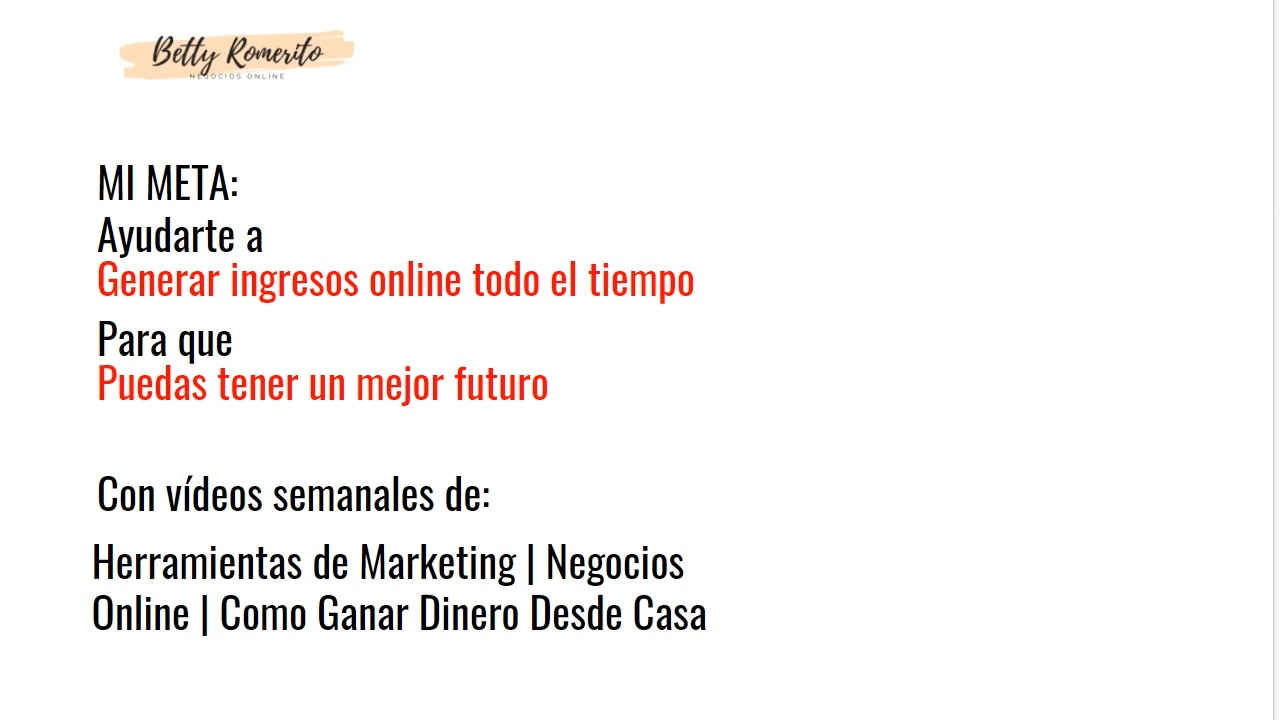 Betty Romerito
NEGOCIOS ONLINE
MI META:
Ayudarte a
Generar ingresos online todo el tiempo
Para que
Puedas tener un mejor futuro
Con vídeos semanales de:
Herramientas de Marketing | Negocios
Online | Como Ganar Dinero Desde Casa